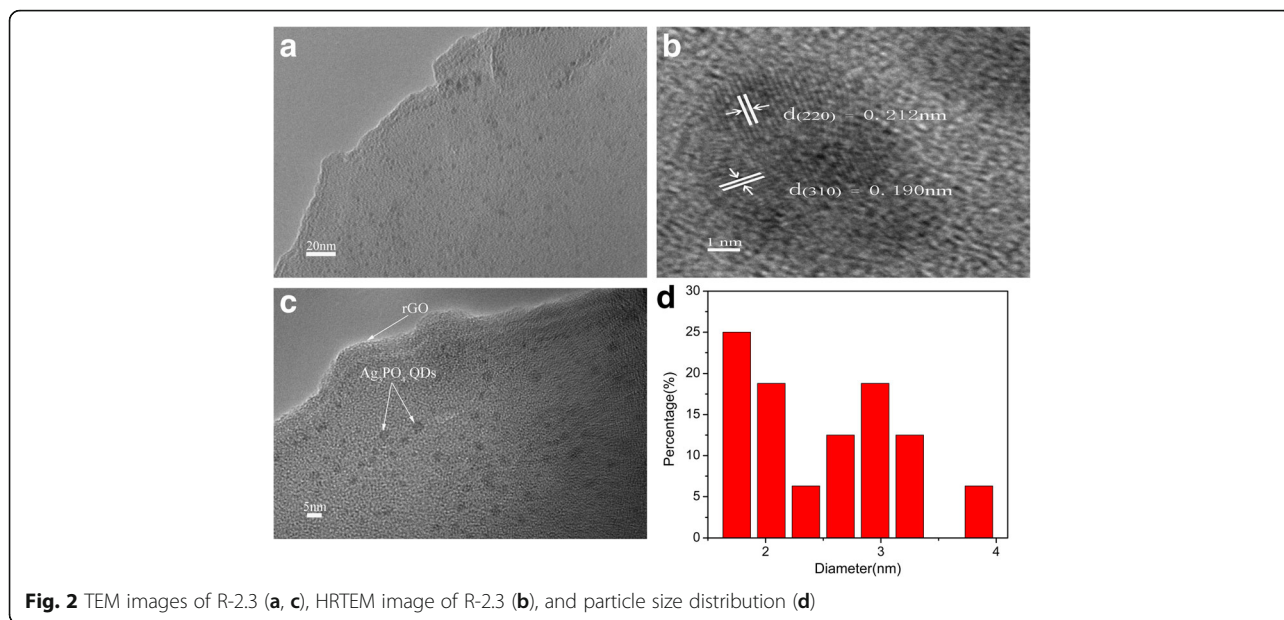 a
20nm
b
d(220) = 0. 212nm
d(310) = 0. 190nm
1 nm
c
rGO
Ag3PO4 QDs
5nm
d
30
25
20
15
10
5
0
Percentage(%)
2 3 4
Diameter(nm)
Fig. 2 TEM images of R-2.3 (a, c), HRTEM image of R-2.3 (b), and particle size distribution (d)